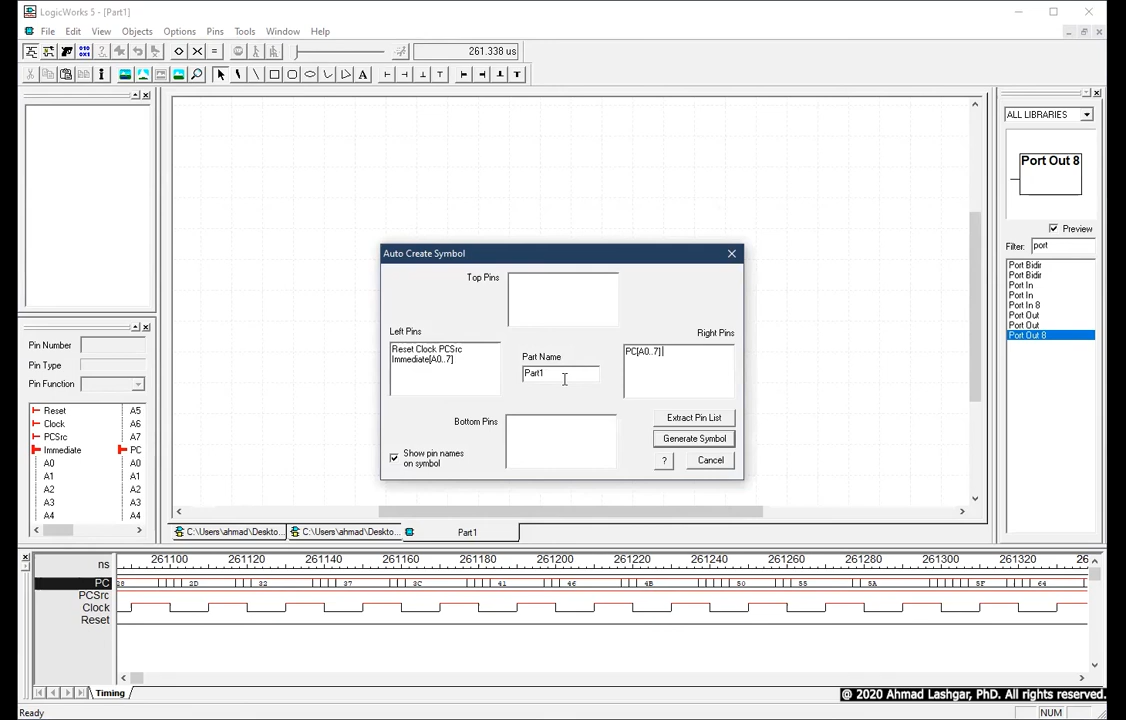 LogicWorks 5 - [Part1]
File Edit View Objects Options Pins Tools Window Help
261.338 us
ALL LIBRARIES
Port Out 8
Preview
Filter: port
Port Bidir
Port Bidir
Port In
Port In
Port In 8
Port Out
Port Out
Port Out 8
Auto Create Symbol
Top Pins
Left Pins
Right Pins
Reset Clock PCSrc
Immediate[A0..7]
PC[A0..7]
Part Name
Part1
Bottom Pins
Extract Pin List
Generate Symbol
Show pin names
on symbol
?
Cancel
Pin Number
Pin Type
Pin Function
Reset A5
Clock A6
PCSrc A7
Immediate PC
A0 A0
A1 A1
A2 A2
A3 A3
A4 A4
C:\Users\ahmad\Deskto... C:\Users\ahmad\Deskto... Part1
ns 261100 261120 261140 261160 261180 261200 261220 261240 261260 261280 261300 261320 26
PC 28 2D 32 37 3C 41 46 4B 50 55 5A 5F 64
PCSrc
Clock
Reset
Timing
@ 2020 Ahmad Lashgar, PhD. All rights reserved.
Ready NUM